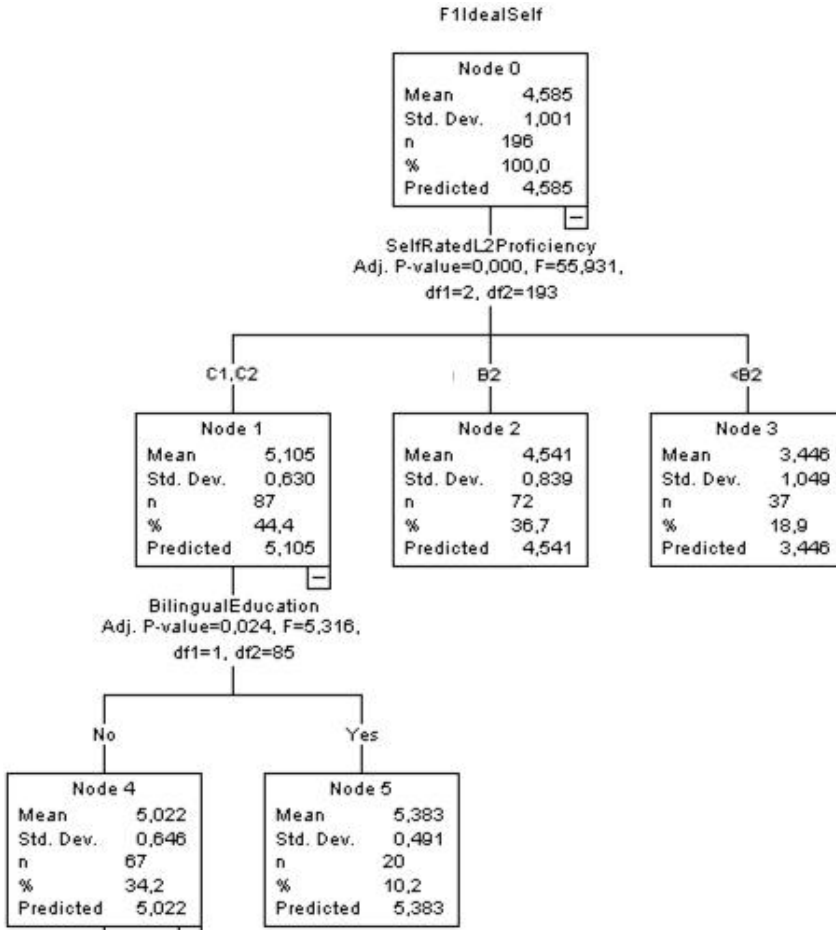 F1IdealSelf
Node 0
Mean 4,585
Std. Dev. 1,001
n 196
% 100,0
Predicted 4,585
SelfRatedL2Proficiency
Adj. P-value=0,000, F=55,931,
df1=2, df2=193
C1,C2
B2
<B2
Node 1
Mean 5,105
Std. Dev. 0,630
n 87
% 44,4
Predicted 5,105
Node 2
Mean 4,541
Std. Dev. 0,839
n 72
% 36,7
Predicted 4,541
Node 3
Mean 3,446
Std. Dev. 1,049
n 37
% 18,9
Predicted 3,446
BilingualEducation
Adj. P-value=0,024, F=5,316,
df1=1, df2=85
No
Yes
Node 4
Mean 5,022
Std. Dev. 0,646
n 67
% 34,2
Predicted 5,022
Node 5
Mean 5,383
Std. Dev. 0,491
n 20
% 10,2
Predicted 5,383